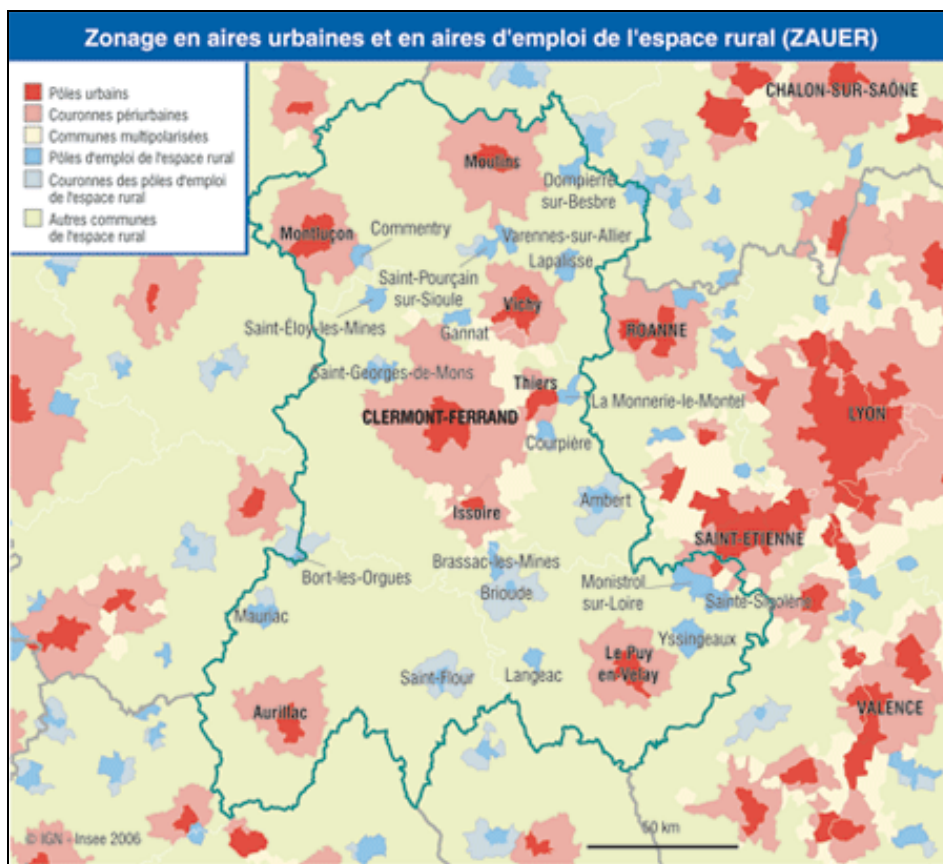 Zonage en aires urbaines et en aires d'emploi de l'espace rural (ZAUER)
Pôles urbains
Couronnes périurbaines
Communes multipolarisées
Pôles d'emploi de l'espace rural
Couronnes des pôles d'emploi
de l'espace rural
Autres communes
de l'espace rural
CHALON-SUR-SAÔNE
Moulins
Dompierre
sur-Besbre
Montluçon
Commentry
Varennes-sur-Allier
Lapalisse
Saint-Pourçain
sur-Sioule
Vichy
Saint-Éloy-les-Mines
Gannat
ROANNE
Saint-Georges-de-Mons
Thiers
La Monnerie-le-Montel
CLERMONT-FERRAND
LYON
Courpière
Ambert
Issoire
SAINT-ETIENNE
Brassac-les-Mines
Bort-les-Orgues
Brioude
Monistrol
sur-Loire
Sainte-Sigolène
Mauriac
Yssingeaux
Le Puy
en-Velay
Saint-Flour
Langeac
Aurillac
VALENCE
50 km
© IGN - Insee 2006